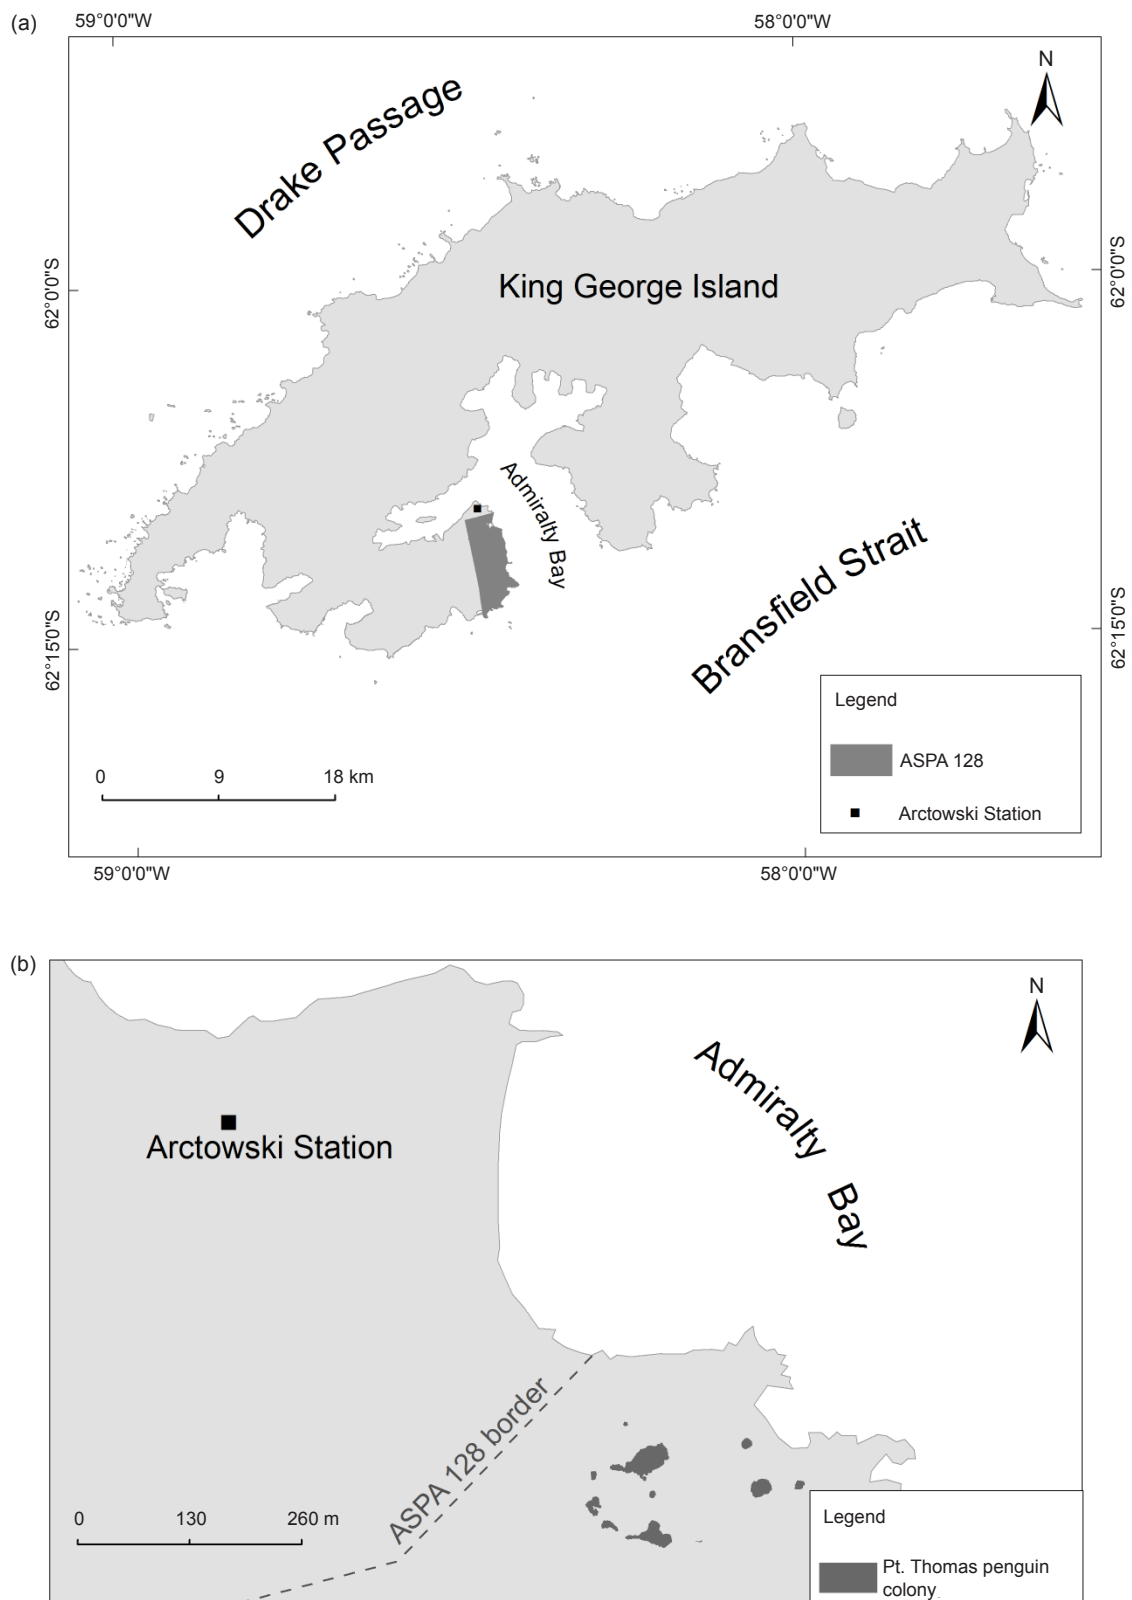 (a)
59°0'0"W 58°0'0"W
N
Drake Passage
King George Island
62°0'0"S 62°0'0"S
Admiralty Bay
Bransfield Strait
62°15'0"S 62°15'0"S
Legend
ASPA 128
Arctowski Station
0 9 18 km
59°0'0"W 58°0'0"W
(b)
N
Admiralty Bay
Arctowski Station
ASPA 128 border
0 130 260 m
Legend
Pt. Thomas penguin
colony